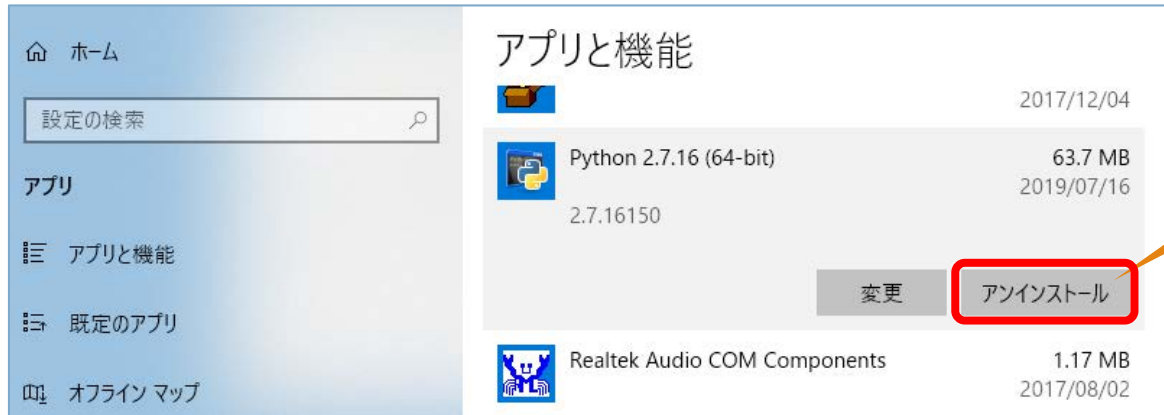 ホーム
設定の検索
アプリ
アプリと機能
既定のアプリ
オフライン マップ
アプリと機能
2017/12/04
Python 2.7.16 (64-bit) 63.7 MB
2019/07/16
2.7.16150
変更 アンインストール
Realtek Audio COM Components 1.17 MB
2017/08/02